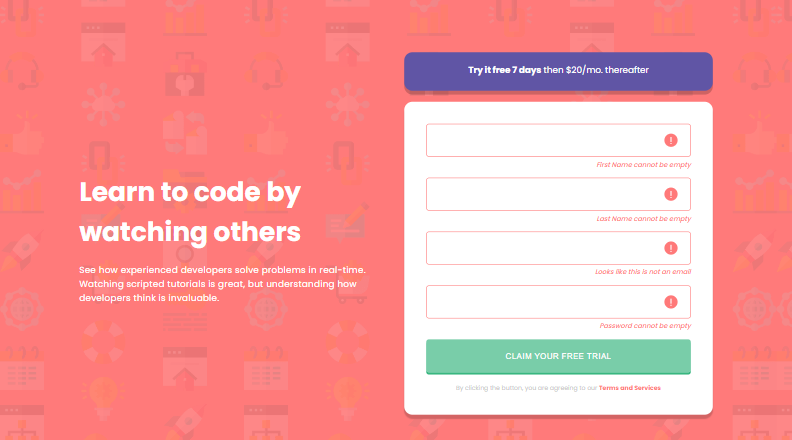 Learn to code by
watching others
See how experienced developers solve problems in real-time.
Watching scripted tutorials is great, but understanding how
developers think is invaluable.
Try it free 7 days then $20/mo. thereafter
First Name cannot be empty
Last Name cannot be empty
Looks like this is not an email
Password cannot be empty
CLAIM YOUR FREE TRIAL
By clicking the button, you are agreeing to our Terms and Services